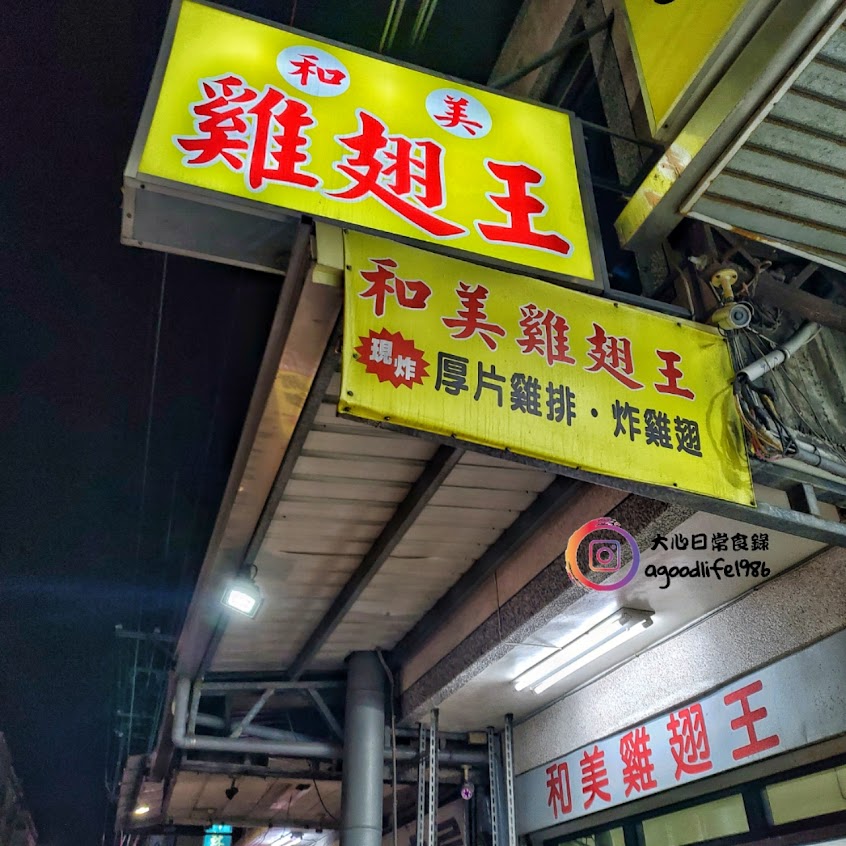 和美
雞翅王
和美雞翅王
現炸
厚片雞排·炸雞翅
大心日常食錄
agoodlife1986
和美雞翅王